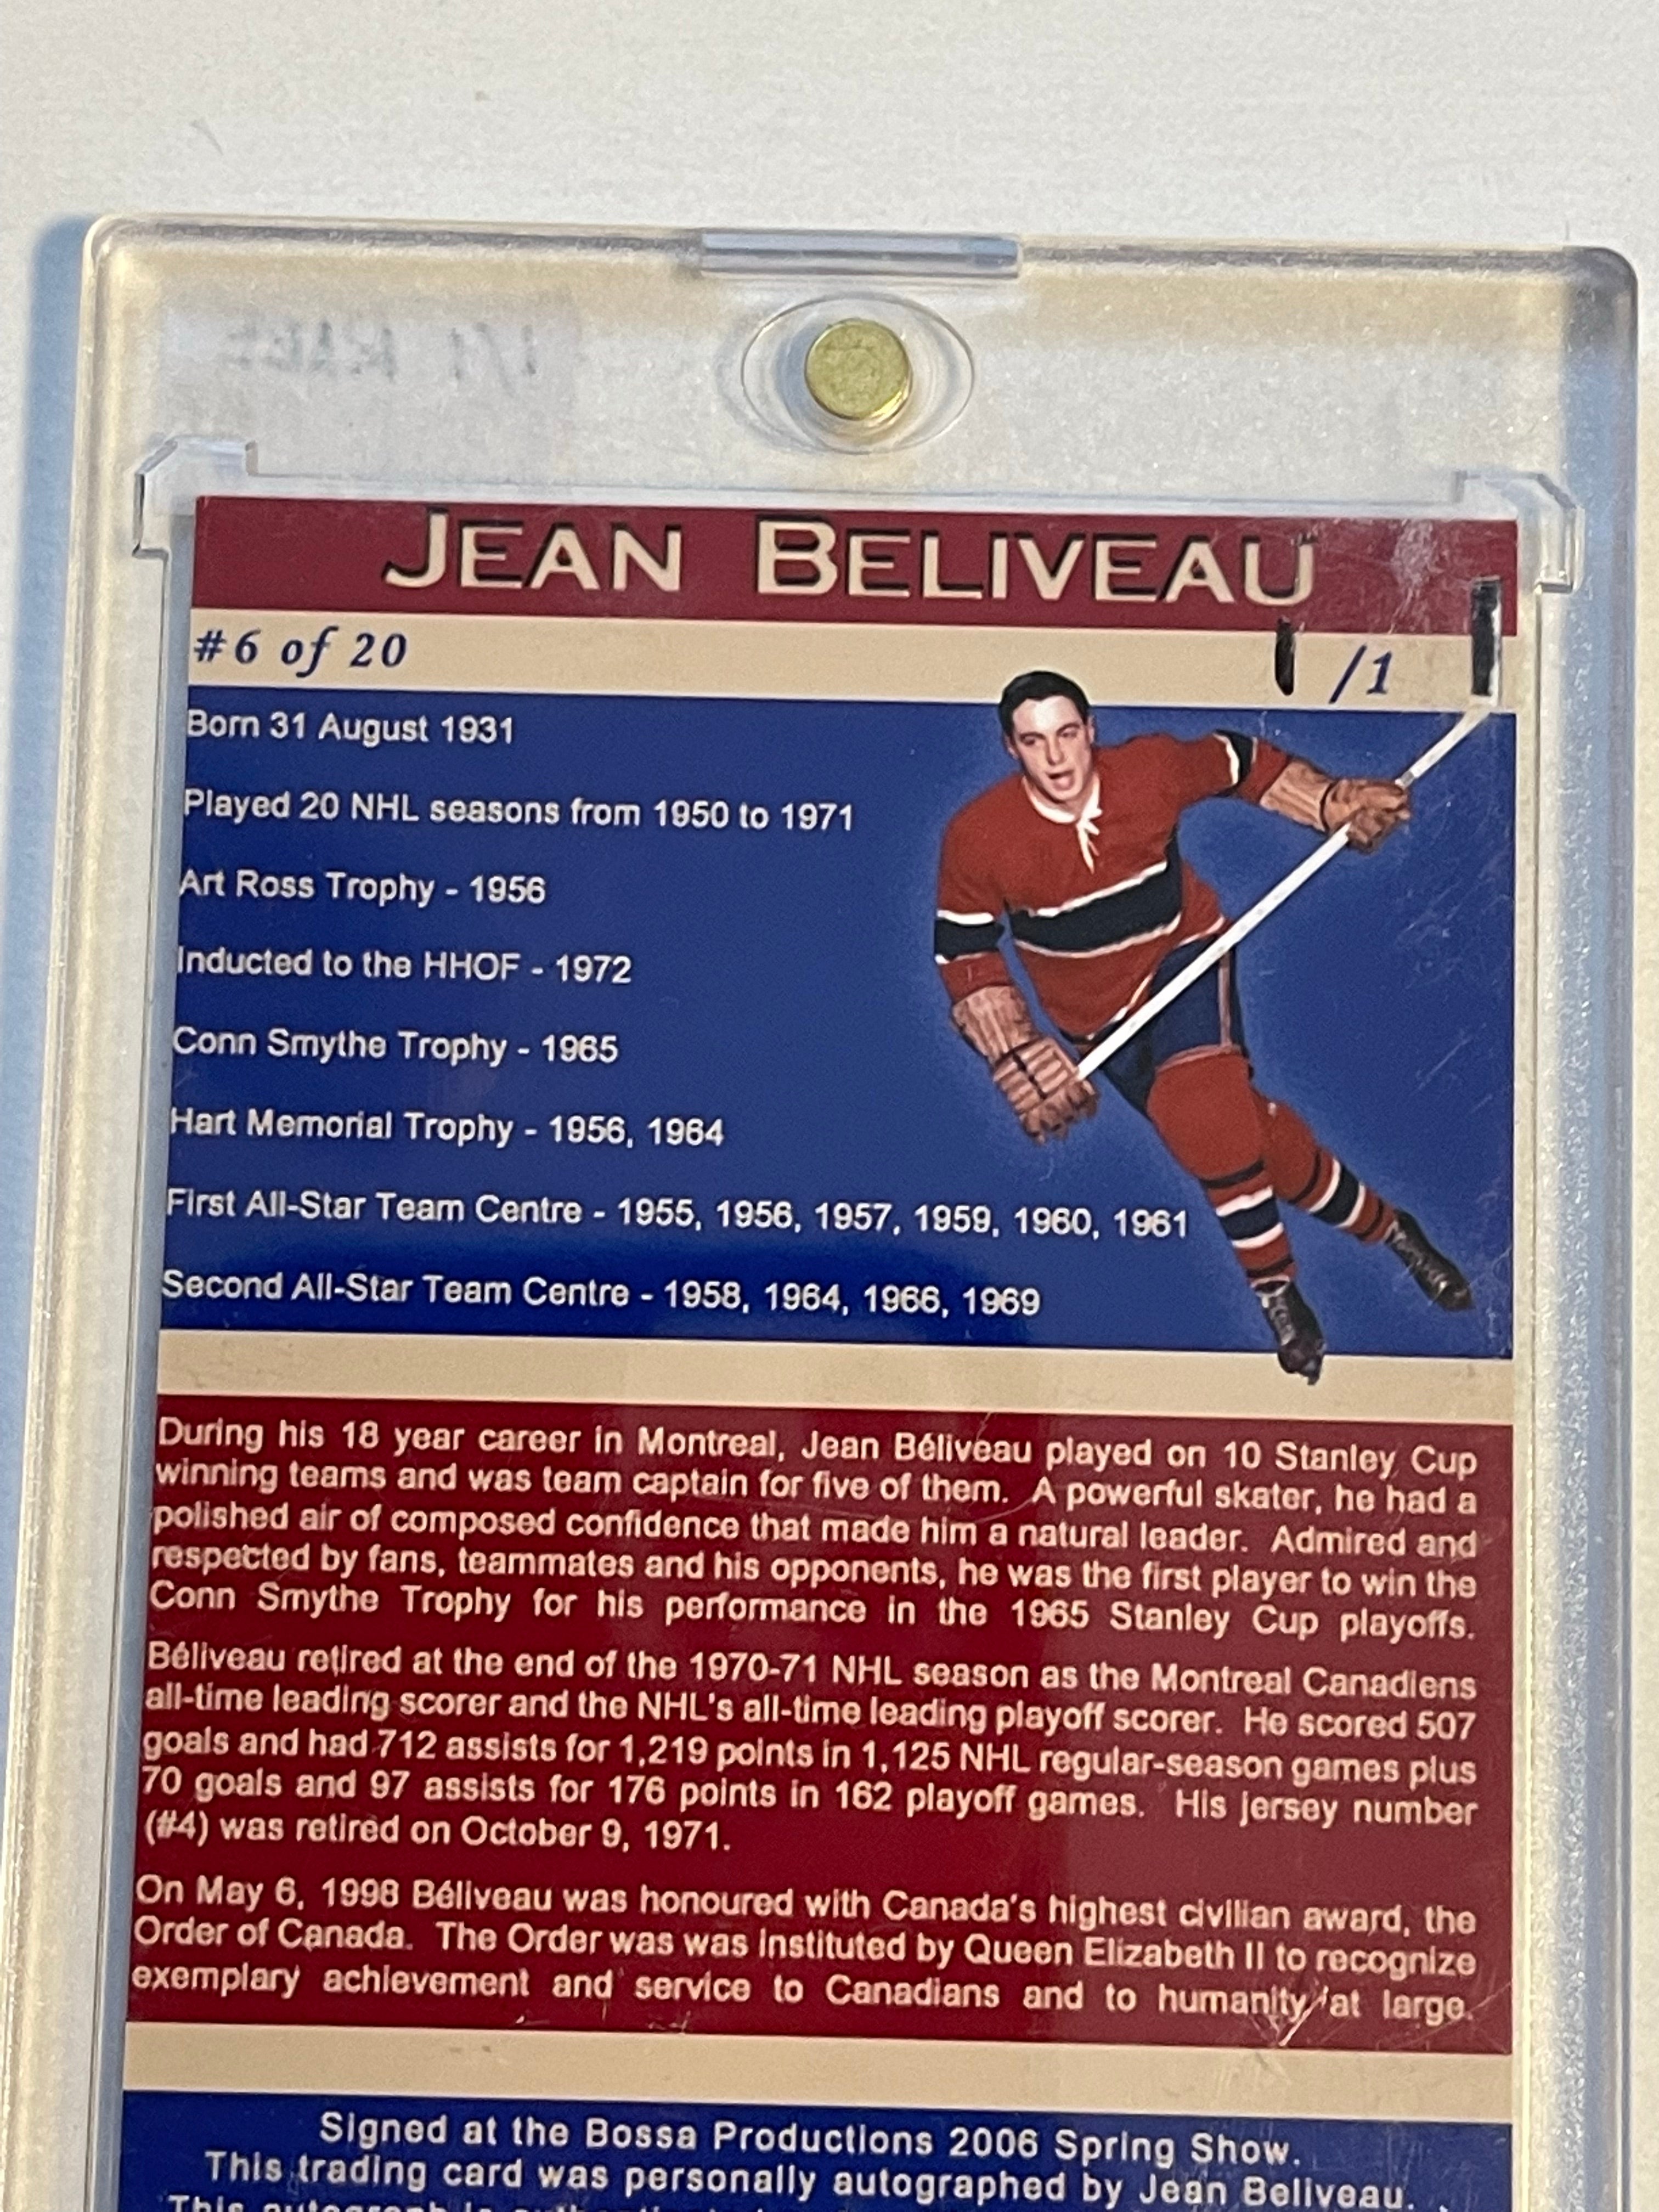 1/1 RARE
JEAN BELIVEAU
#6 of 20
1/1
Born 31 August 1931
Played 20 NHL seasons from 1950 to 1971
Art Ross Trophy - 1956
Inducted to the HHOF - 1972
Conn Smythe Trophy - 1965
Hart Memorial Trophy - 1956, 1964
First All-Star Team Centre - 1955, 1956, 1957, 1959, 1960, 1961
Second All-Star Team Centre - 1958, 1964, 1966, 1969
During his 18 year career in Montreal, Jean Béliveau played on 10 Stanley Cup
winning teams and was team captain for five of them. A powerful skater, he had a
polished air of composed confidence that made him a natural leader. Admired and
respected by fans, teammates and his opponents, he was the first player to win the
Conn Smythe Trophy for his performance in the 1965 Stanley Cup playoffs.
Béliveau retired at the end of the 1970-71 NHL season as the Montreal Canadiens
all-time leading scorer and the NHL's all-time leading playoff scorer. He scored 507
goals and had 712 assists for 1,219 points in 1,125 NHL regular-season games plus
70 goals and 97 assists for 176 points in 162 playoff games. His jersey number
(#4) was retired on October 9, 1971.
On May 6, 1998 Béliveau was honoured with Canada's highest civilian award, the
Order of Canada. The Order was was instituted by Queen Elizabeth II to recognize
exemplary achievement and service to Canadians and to humanity at large.
Signed at the Bossa Productions 2006 Spring Show.
This trading card was personally autographed by Jean Beliveau.
This autograph is